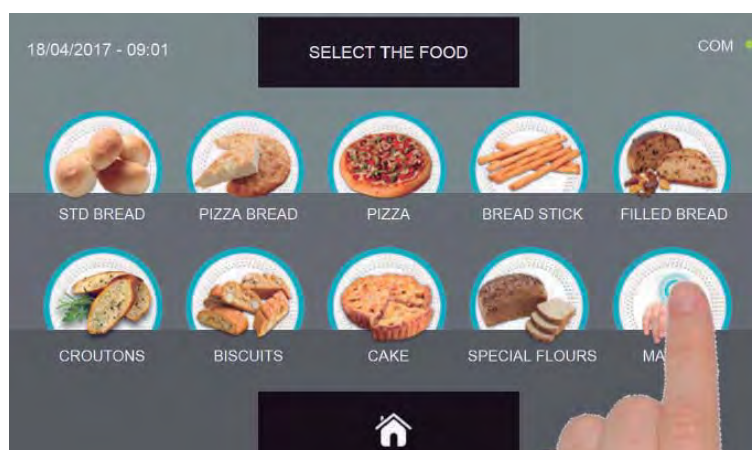 18/04/2017 - 09:01
SELECT THE FOOD
COM
STD BREAD
PIZZA BREAD
PIZZA
BREAD STICK
FILLED BREAD
CROUTONS
BISCUITS
CAKE
SPECIAL FLOURS